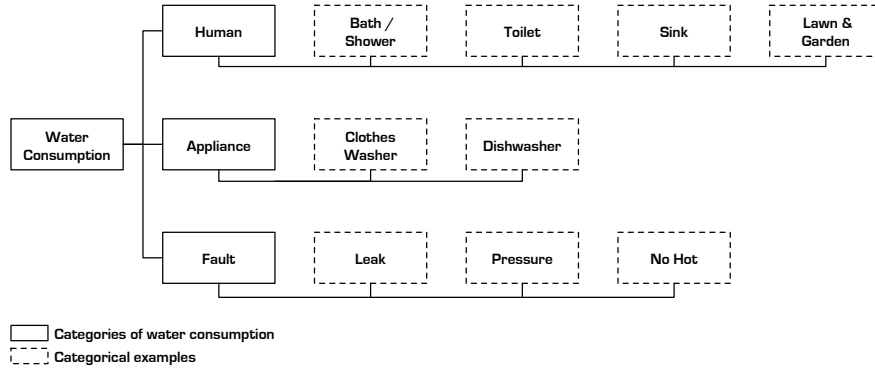 Human
Bath /
Shower
Toilet
Sink
Lawn &
Garden
Water
Consumption
Appliance
Clothes
Washer
Dishwasher
Fault
Leak
Pressure
No Hot
Categories of water consumption
Categorical examples